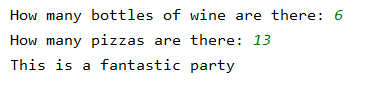 How many bottles of wine are there: 6
How many pizzas are there: 13
This is a fantastic party